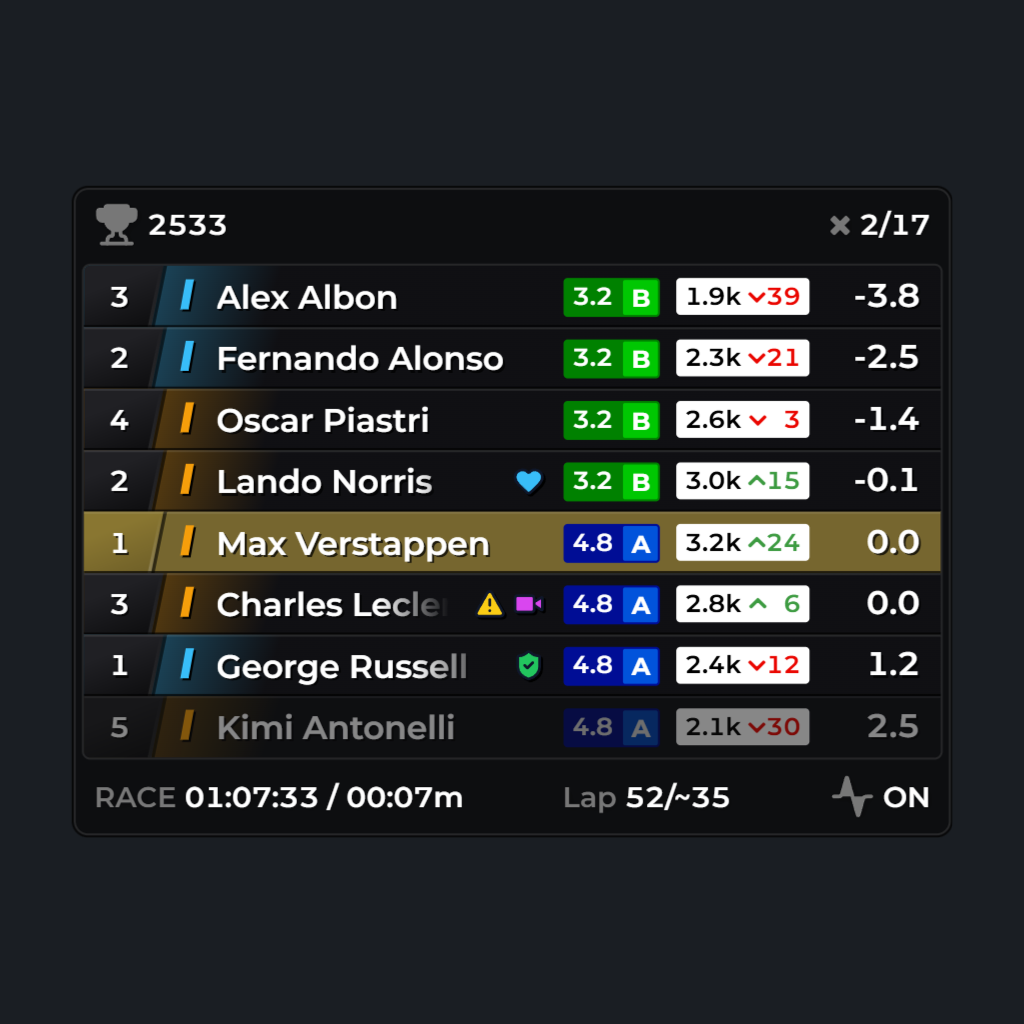 2533 2/17
3 Alex Albon 3.2 B 1.9k 39 -3.8
2 Fernando Alonso 3.2 B 2.3k 21 -2.5
4 Oscar Piastri 3.2 B 2.6k 3 -1.4
2 Lando Norris 3.2 B 3.0k 15 -0.1
1 Max Verstappen 4.8 A 3.2k 24 0.0
3 Charles Lecle 4.8 A 2.8k 6 0.0
1 George Russell 4.8 A 2.4k 12 1.2
5 Kimi Antonelli 4.8 A 2.1k 30 2.5
RACE 01:07:33 / 00:07m Lap 52/~35 ON